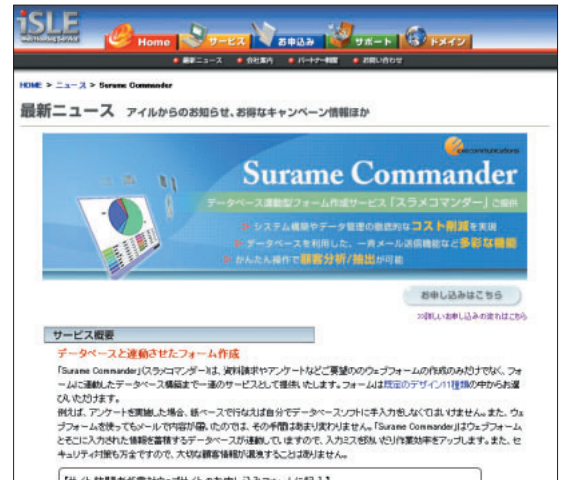 iSLE
Home サービス お申込み サポート ドメイン
最新ニュース 会社案内 パートナー制度 お問い合わせ
HOME > ニュース > Surame Commander
最新ニュース アイルからのお知らせ、お得なキャンペーン情報ほか
communications
Surame Commander
データベース連動型フォーム作成サービス「スラメコマンダー」ご提供
システム構築やデータ管理の徹底的なコスト削減を実現
データベースを利用した、一斉メール送信機能など多彩な機能
かんたん操作で顧客分析/抽出が可能
お申し込みはこちら
詳しいお申し込みの流れはこちら
サービス概要
データベースと連動させたフォーム作成
「Surame Commander」(スラメコマンダー)は、資料請求やアンケートなどご要望のウェブフォームの作成のみだけでなく、フォ
ームに連動したデータベース構築まで一連のサービスとして提供いたします。フォームは既定のデザイン11種類の中からお選
びいただけます。
例えば、アンケートを実施した場合、紙ベースで行なえば自分でデータベースソフトに手入力をしなくてはいけません。また、ウェ
ブフォームを使ってもメールで内容が届いたのでは、その手間はあまり変わりません。「Surame Commander」はウェブフォーム
とそこに入力された情報を蓄積するデータベースが連動していますので、入力ミスを防いだり作業効率をアップします。また、セ
キュリティ対策も万全ですので、大切な顧客情報が漏洩することはありません。